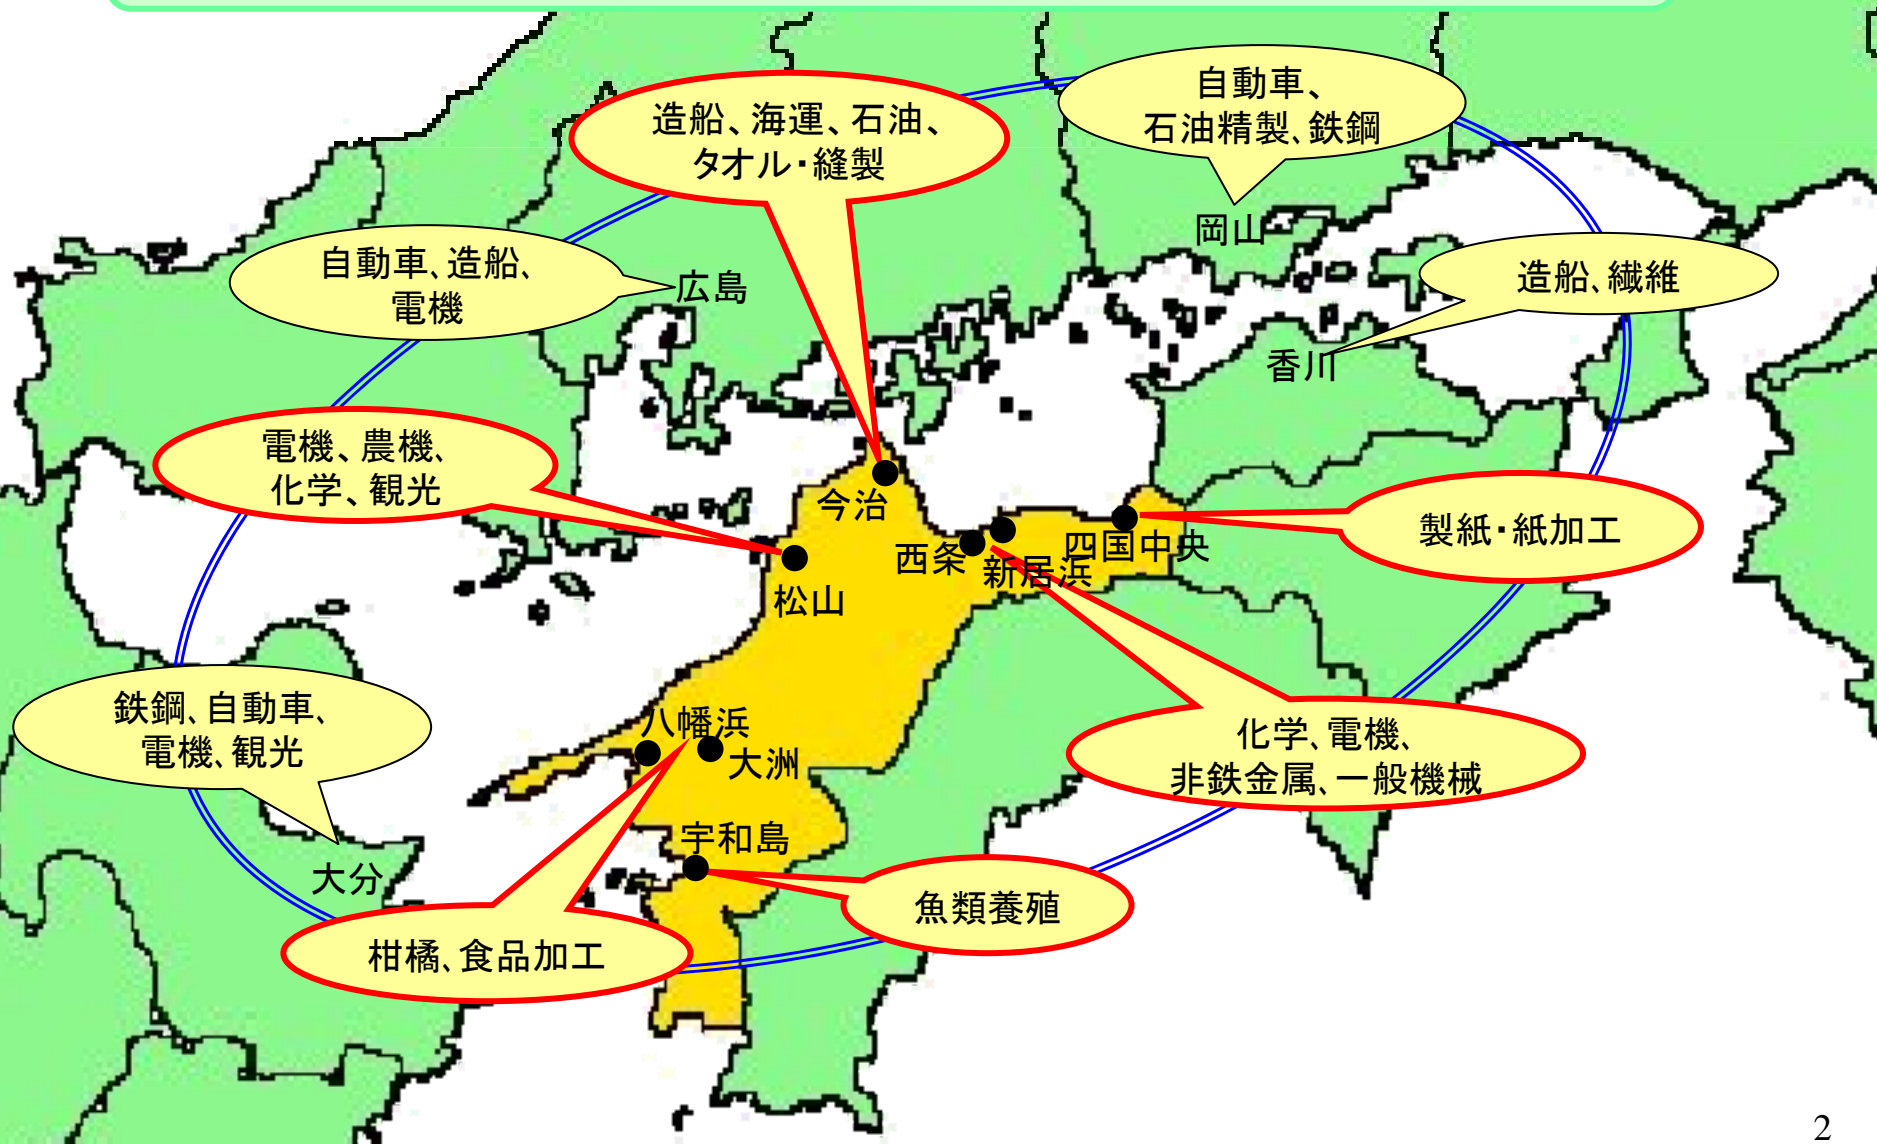 自動車、
石油精製、鉄鋼
造船、海運、石油、
タオル・縫製
岡山
自動車、造船、
電機
広島
造船、繊維
香川
電機、農機、
化学、観光
今治
製紙・紙加工
西条
新居浜
四国中央
松山
鉄鋼、自動車、
電機、観光
八幡浜
大洲
化学、電機、
非鉄金属、一般機械
宇和島
大分
魚類養殖
柑橘、食品加工
2